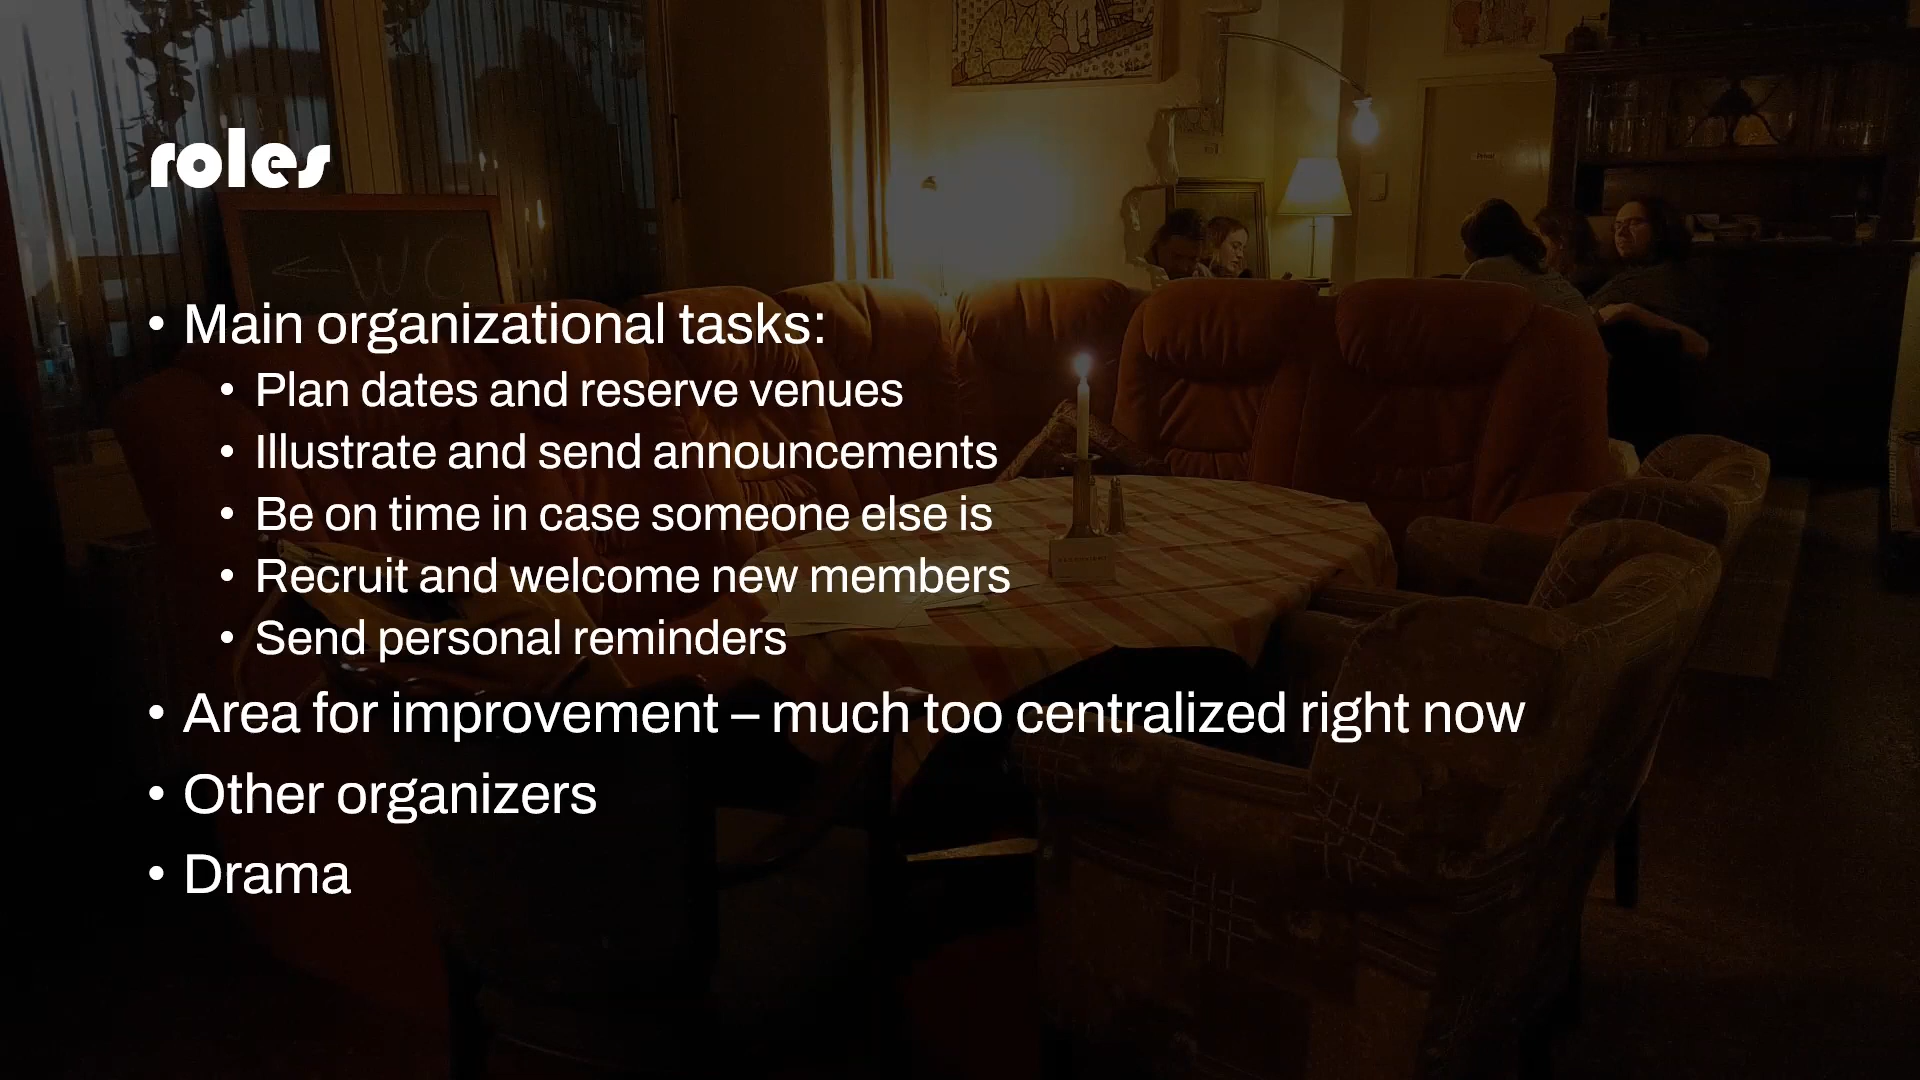 roles
← WC
• Main organizational tasks:
• Plan dates and reserve venues
• Illustrate and send announcements
• Be on time in case someone else is
• Recruit and welcome new members
• Send personal reminders
• Area for improvement – much too centralized right now
• Other organizers
• Drama